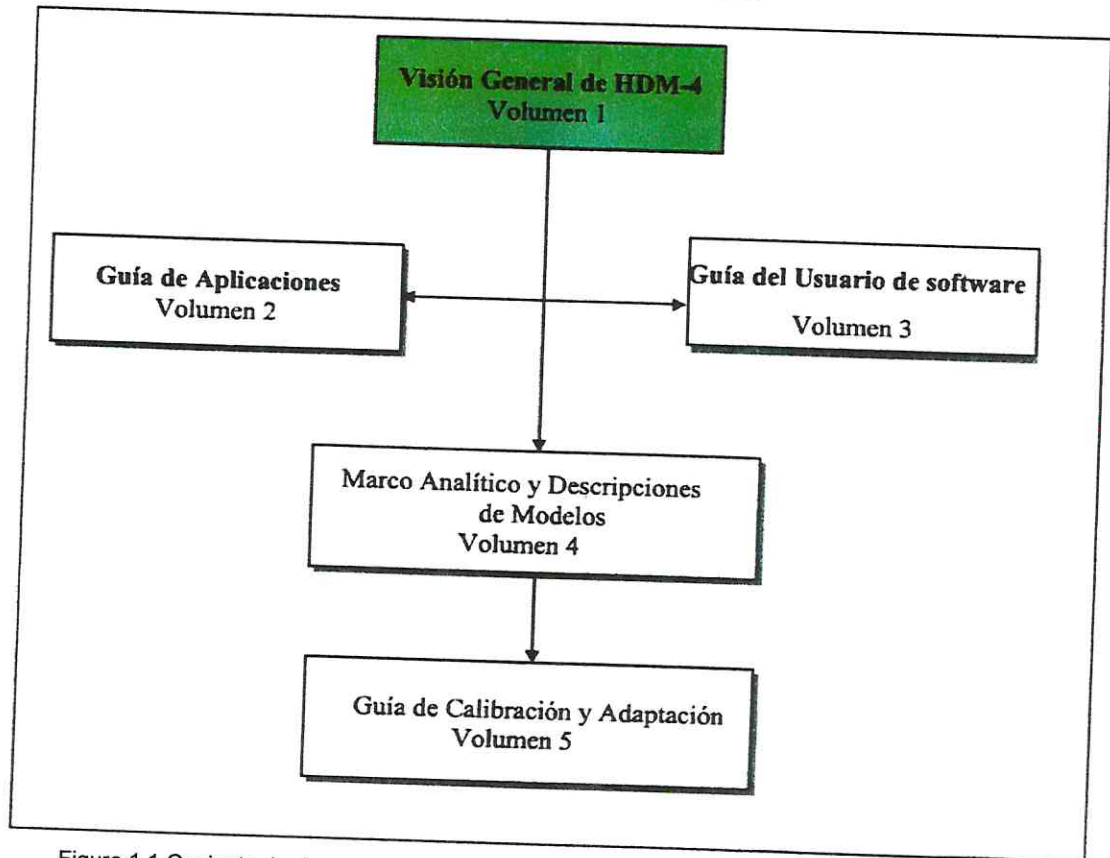 Visión General de HDM-4
Volumen 1
Guía de Aplicaciones
Volumen 2
Guía del Usuario de software
Volumen 3
Marco Analítico y Descripciones
de Modelos
Volumen 4
Guía de Calibración y Adaptación
Volumen 5
Figura 1.1